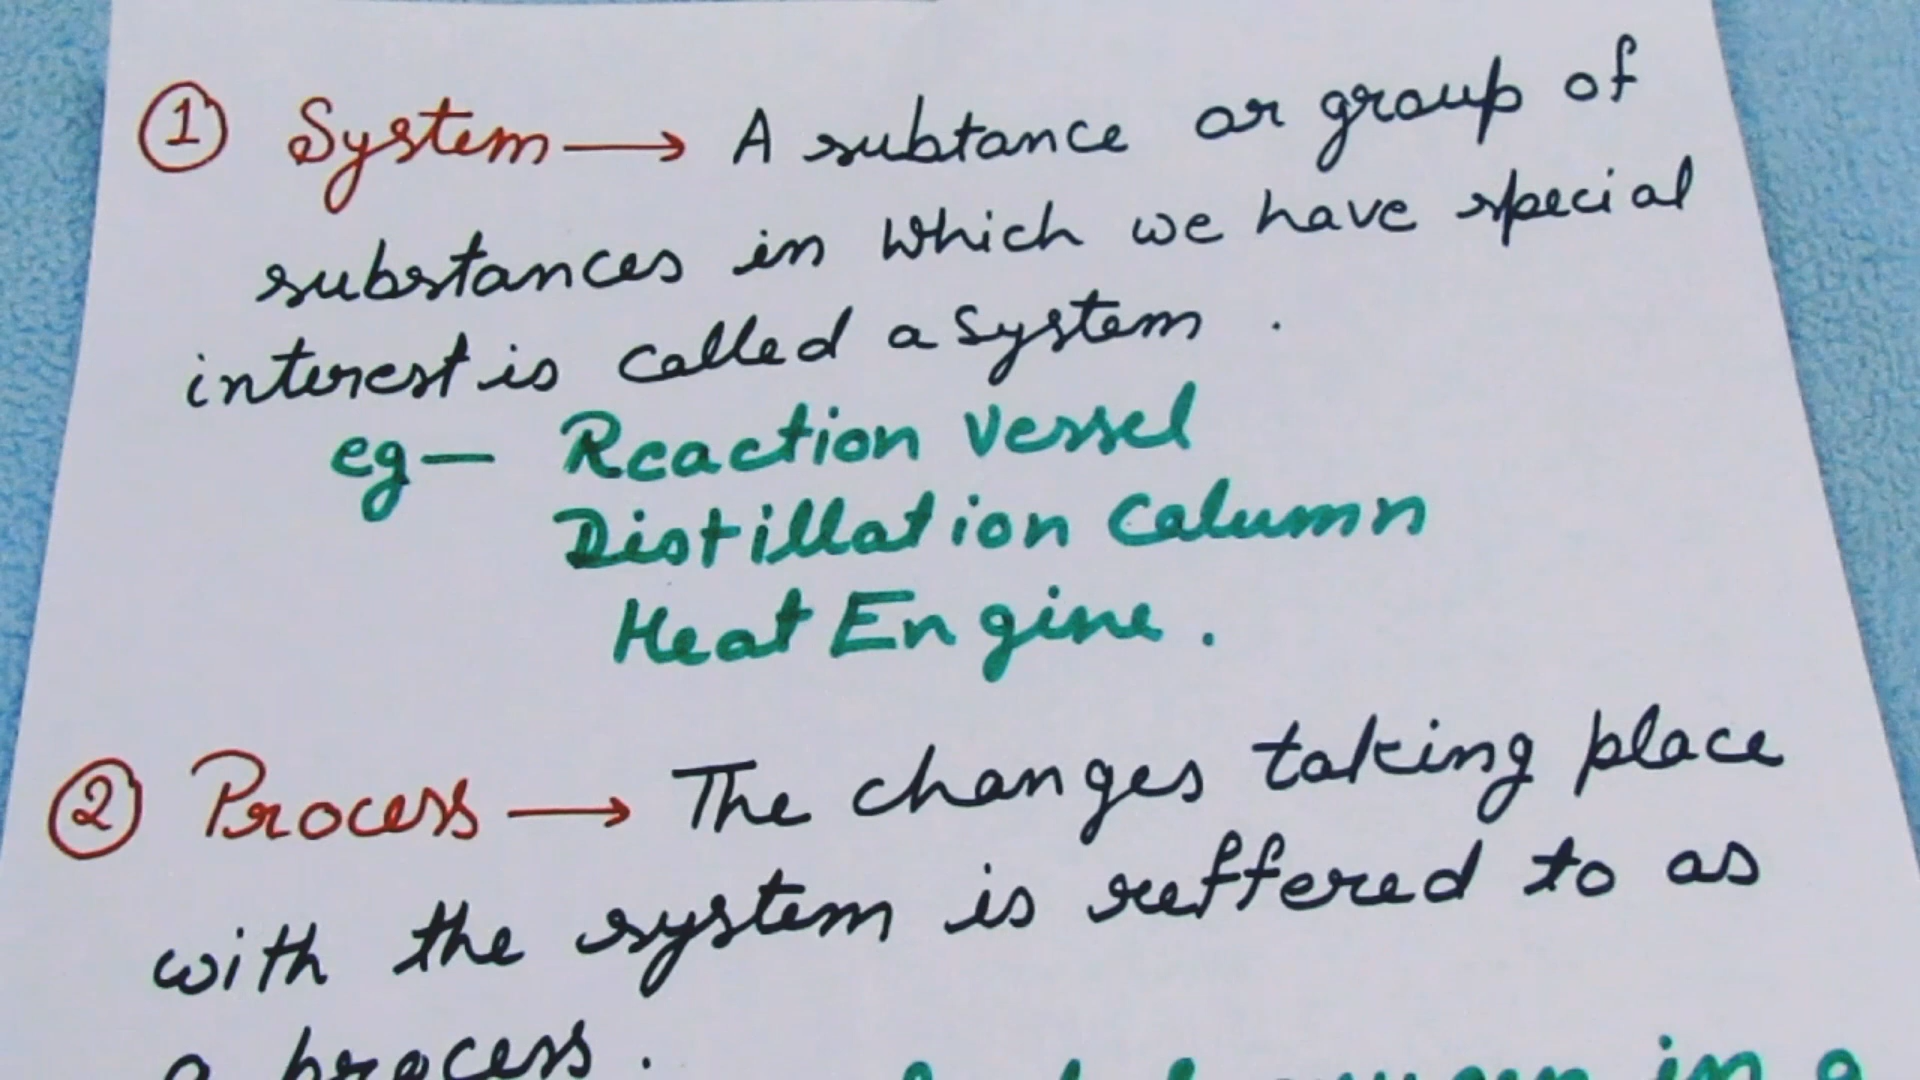 ① System → A subtance or group of
substances in which we have special
interest is called a system .
eg— Reaction vessel
Distillation Column
Heat Engine .
② Process → The changes taking place
with the system is reffered to as
a process .
in a